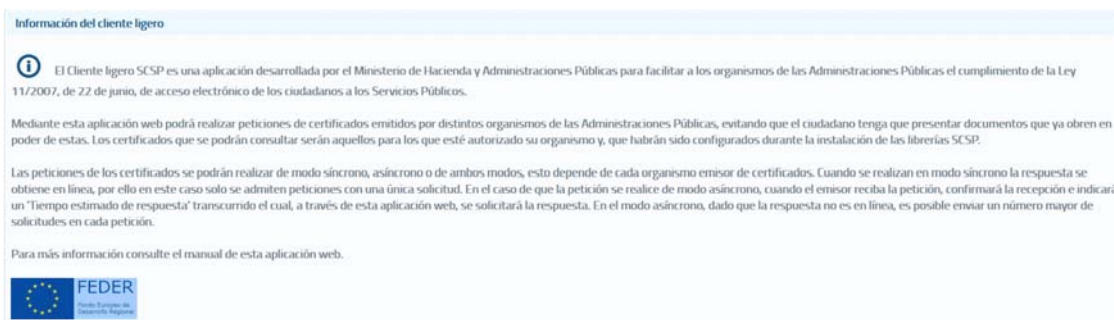 Información del cliente ligero
El Cliente ligero SCSP es una aplicación desarrollada por el Ministerio de Hacienda y Administraciones Públicas para facilitar a los organismos de las Administraciones Públicas el cumplimiento de la Ley
11/2007, de 22 de junio, de acceso electrónico de los ciudadanos a los Servicios Públicos.
Mediante esta aplicación web podrá realizar peticiones de certificados emitidos por distintos organismos de las Administraciones Públicas, evitando que el ciudadano tenga que presentar documentos que ya obren en
poder de estas. Los certificados que se podrán consultar serán aquellos para los que esté autorizado su organismo y, que habrán sido configurados durante la instalación de las librerías SCSP.
Las peticiones de los certificados se podrán realizar de modo síncrono, asíncrono o de ambos modos, esto depende de cada organismo emisor de certificados. Cuando se realizan en modo síncrono la respuesta se
obtiene en línea, por ello en este caso solo se admiten peticiones con una única solicitud. En el caso de que la petición se realice de modo asíncrono, cuando el emisor reciba la petición, confirmará la recepción e indicará
un 'Tiempo estimado de respuesta' transcurrido el cual, a través de esta aplicación web, se solicitará la respuesta. En el modo asíncrono, dado que la respuesta no es en línea, es posible enviar un número mayor de
solicitudes en cada petición.
Para más información consulte el manual de esta aplicación web.
FEDER
Fondo Europeo de
Desarrollo Regional